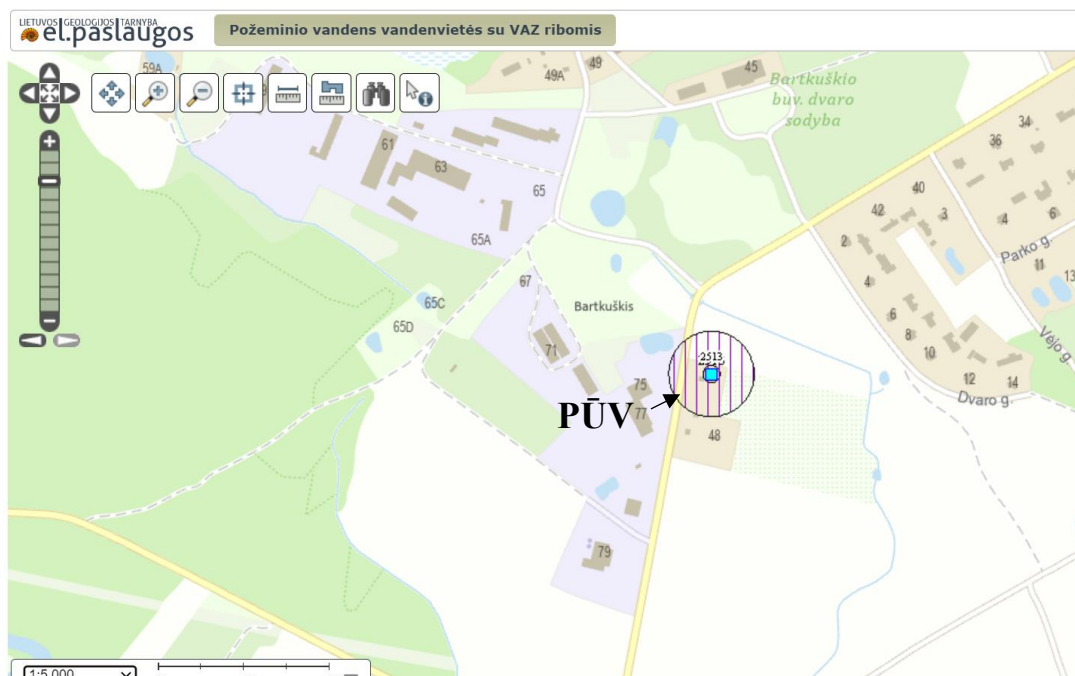 LIETUVOS GEOLOGIJOS TARNYBA
el.paslaugos
Požeminio vandens vandenvietės su VAZ ribomis
59A
49A
49
45
Bartkuškio
buv. dvaro
sodyba
61
63
65
65A
34
36
40
42
3
4
6
2
Parko g.
11
13
4
67
65C
65D
Bartkuškis
6
8
10
12
14
Vėjo g.
Dvaro g.
71
2513
75
77
PŪV
48
79
1:5 000